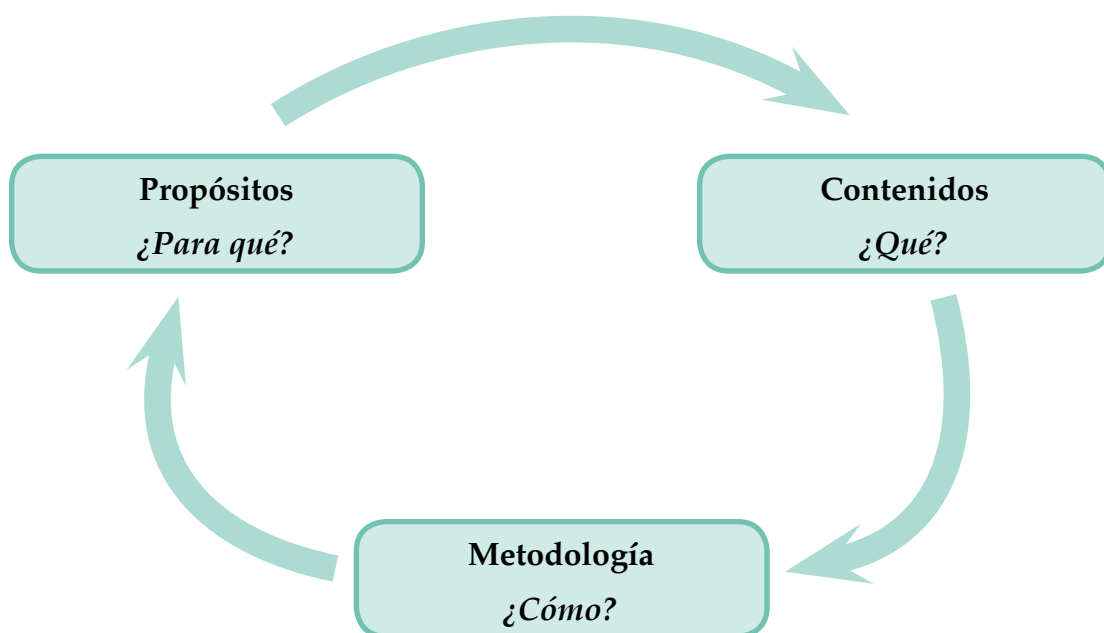 Propósitos
¿Para qué?
Contenidos
¿Qué?
Metodología
¿Cómo?